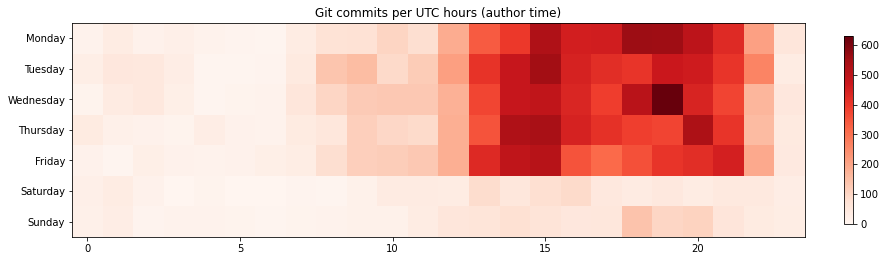 Git commits per UTC hours (author time)
Monday
Tuesday
Wednesday
Thursday
Friday
Saturday
Sunday
0 5 10 15 20
600
500
400
300
200
100
0